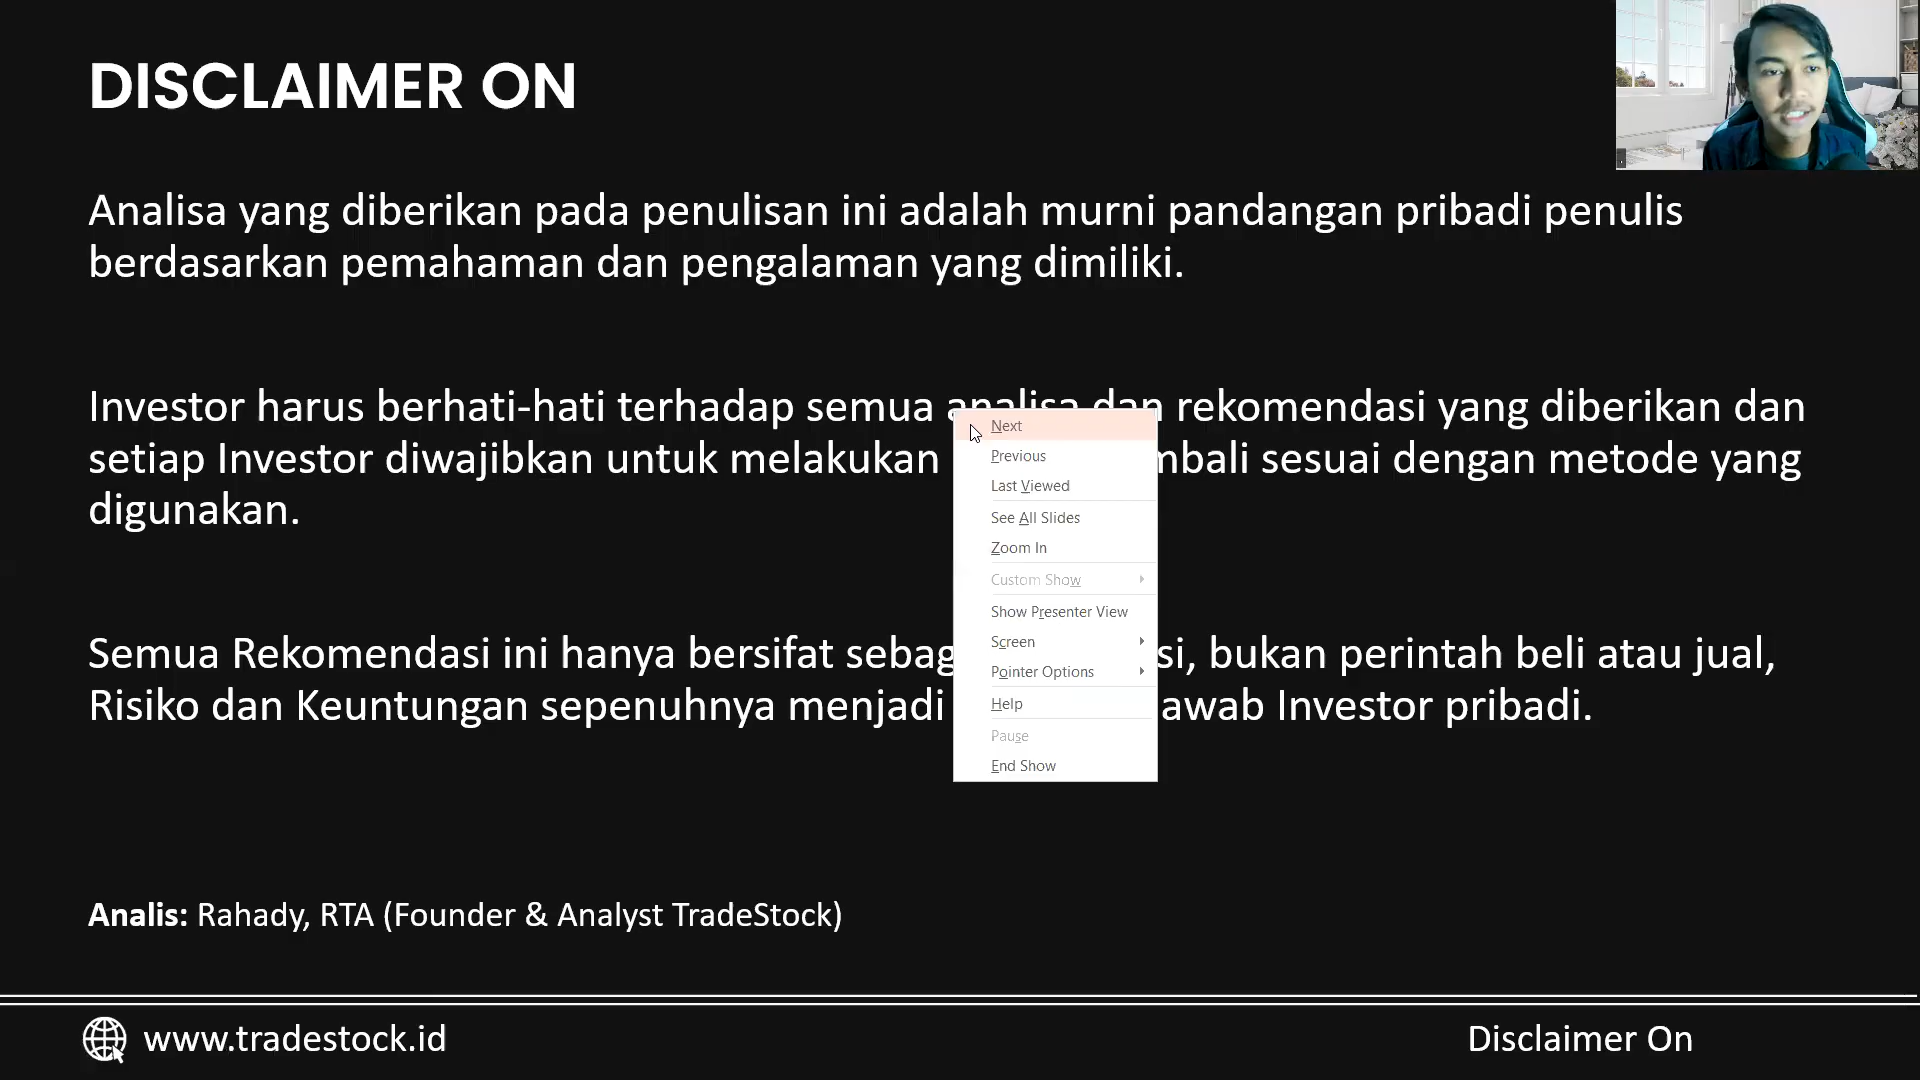 DISCLAIMER ON
Analisa yang diberikan pada penulisan ini adalah murni pandangan pribadi penulis
berdasarkan pemahaman dan pengalaman yang dimiliki.
Investor harus berhati-hati terhadap semua analisa dan rekomendasi yang diberikan dan
setiap Investor diwajibkan untuk melakukan mbali sesuai dengan metode yang
digunakan.
Semua Rekomendasi ini hanya bersifat sebag si, bukan perintah beli atau jual,
Risiko dan Keuntungan sepenuhnya menjadi awab Investor pribadi.
Next
Previous
Last Viewed
See All Slides
Zoom In
Custom Show
Show Presenter View
Screen
Pointer Options
Help
Pause
End Show
Analis: Rahady, RTA (Founder & Analyst TradeStock)
www.tradestock.id
Disclaimer On